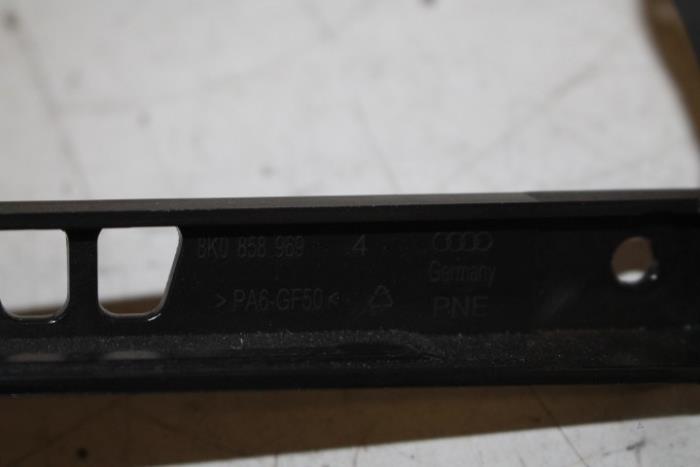 8K0 858 969 4
Germany
>PA6-GF50<
PNE